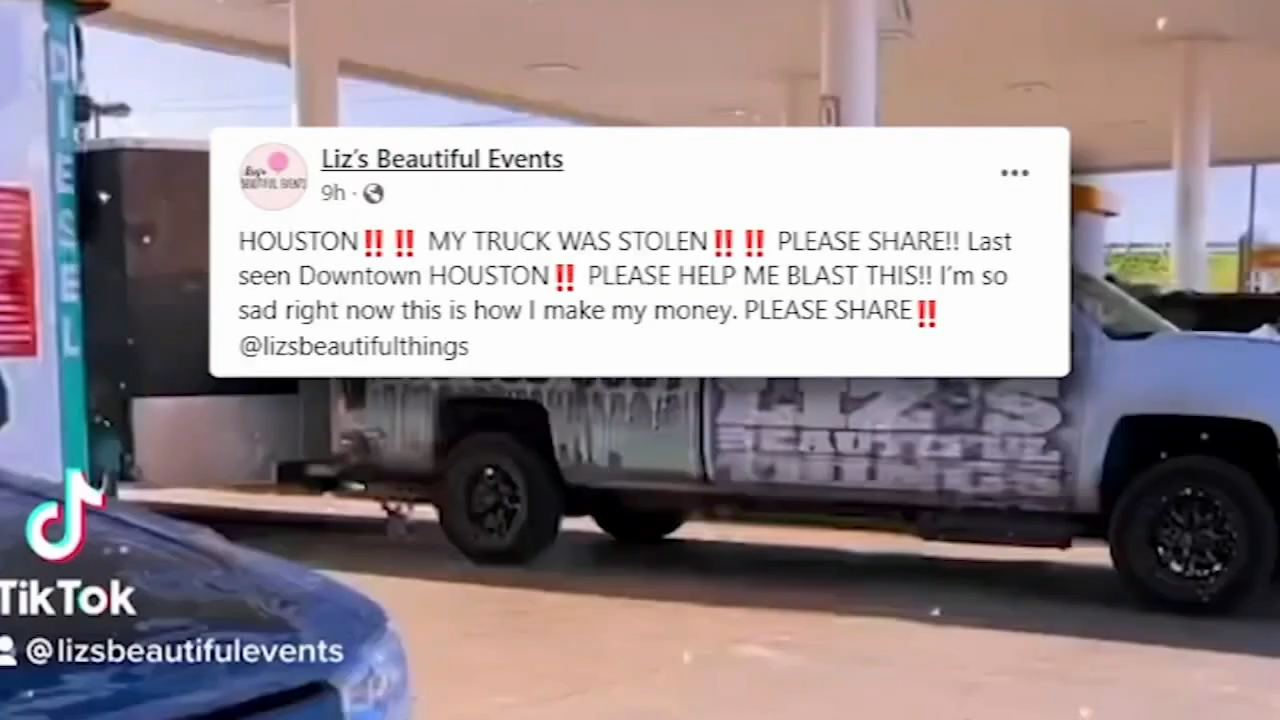 DIESEL
Liz's Beautiful Events
9h ·
HOUSTON‼️ ‼️ MY TRUCK WAS STOLEN‼️ ‼️ PLEASE SHARE!! Last
seen Downtown HOUSTON‼️ PLEASE HELP ME BLAST THIS!! I'm so
sad right now this is how I make my money. PLEASE SHARE‼️
@lizsbeautifulthings
LIZ'S
BEAUTIFUL
THINGS
TikTok
@lizsbeautifulevents